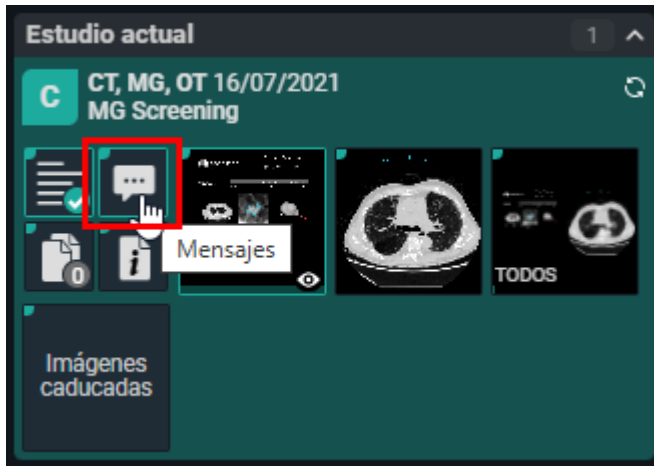 Estudio actual
1
C
CT, MG, OT 16/07/2021
MG Screening
0
i
Mensajes
TODOS
Imágenes
caducadas